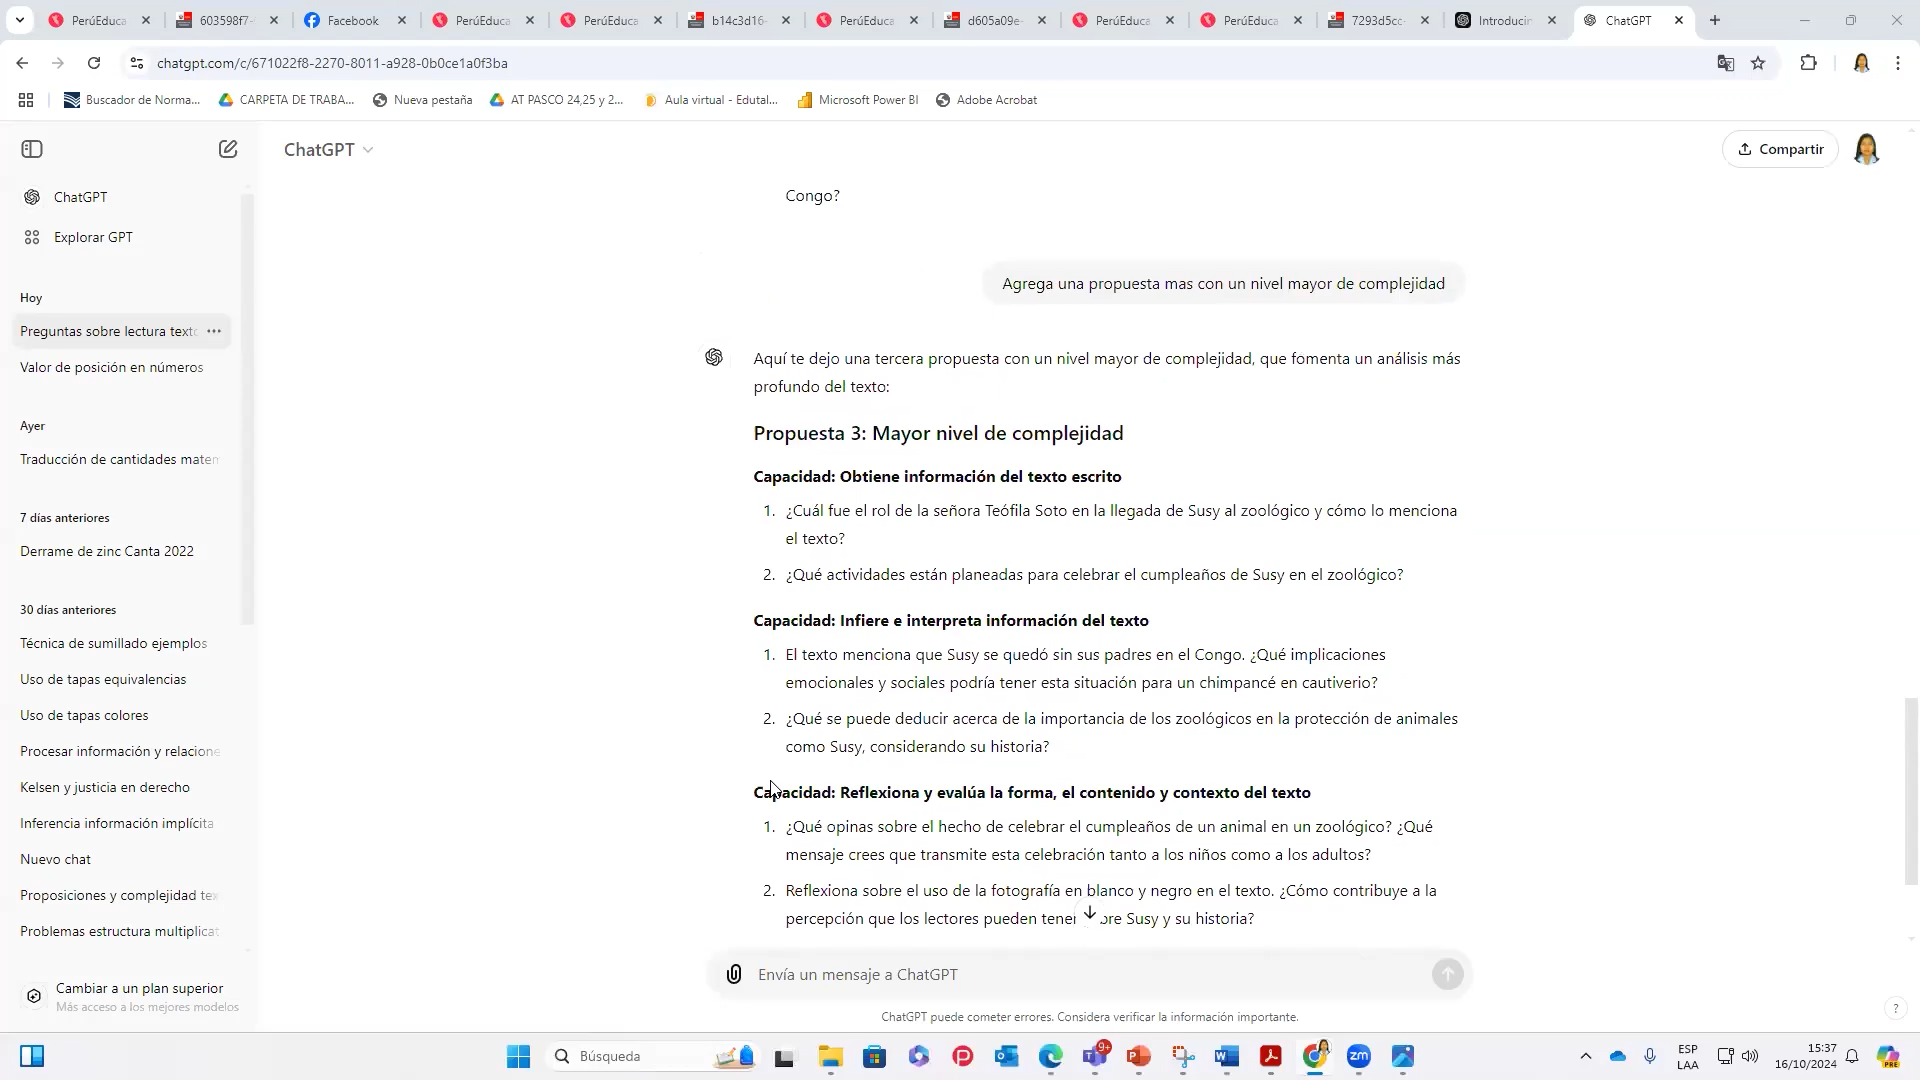 PerúEduca
603598f7-
Facebook
PerúEduca
PerúEduca
b14c3d16-
PerúEduca
d605a09e-
PerúEduca
PerúEduca
7293d5cc-
Introducin
ChatGPT
chatgpt.com/c/671022f8-2270-8011-a928-0b0ce1a0f3ba
Buscador de Norma...
CARPETA DE TRABA...
Nueva pestaña
AT PASCO 24,25 y 2...
Aula virtual - Edutal...
Microsoft Power BI
Adobe Acrobat
ChatGPT
Compartir
ChatGPT
Explorar GPT
Hoy
Preguntas sobre lectura texto
Valor de posición en números
Ayer
Traducción de cantidades matem
7 días anteriores
Derrame de zinc Canta 2022
30 días anteriores
Técnica de sumillado ejemplos
Uso de tapas equivalencias
Uso de tapas colores
Procesar información y relacione
Kelsen y justicia en derecho
Inferencia información implícita
Nuevo chat
Proposiciones y complejidad tex
Problemas estructura multiplicat
Cambiar a un plan superior
Más acceso a los mejores modelos
Congo?
Agrega una propuesta mas con un nivel mayor de complejidad
Aquí te dejo una tercera propuesta con un nivel mayor de complejidad, que fomenta un análisis más
profundo del texto:
Propuesta 3: Mayor nivel de complejidad
Capacidad: Obtiene información del texto escrito
1. ¿Cuál fue el rol de la señora Teófila Soto en la llegada de Susy al zoológico y cómo lo menciona
el texto?
2. ¿Qué actividades están planeadas para celebrar el cumpleaños de Susy en el zoológico?
Capacidad: Infiere e interpreta información del texto
1. El texto menciona que Susy se quedó sin sus padres en el Congo. ¿Qué implicaciones
emocionales y sociales podría tener esta situación para un chimpancé en cautiverio?
2. ¿Qué se puede deducir acerca de la importancia de los zoológicos en la protección de animales
como Susy, considerando su historia?
Capacidad: Reflexiona y evalúa la forma, el contenido y contexto del texto
1. ¿Qué opinas sobre el hecho de celebrar el cumpleaños de un animal en un zoológico? ¿Qué
mensaje crees que transmite esta celebración tanto a los niños como a los adultos?
2. Reflexiona sobre el uso de la fotografía en blanco y negro en el texto. ¿Cómo contribuye a la
percepción que los lectores pueden tener bre Susy y su historia?
Envía un mensaje a ChatGPT
ChatGPT puede cometer errores. Considera verificar la información importante.
?
Búsqueda
9+
zm
ESP
LAA
15:37
16/10/2024
PRE